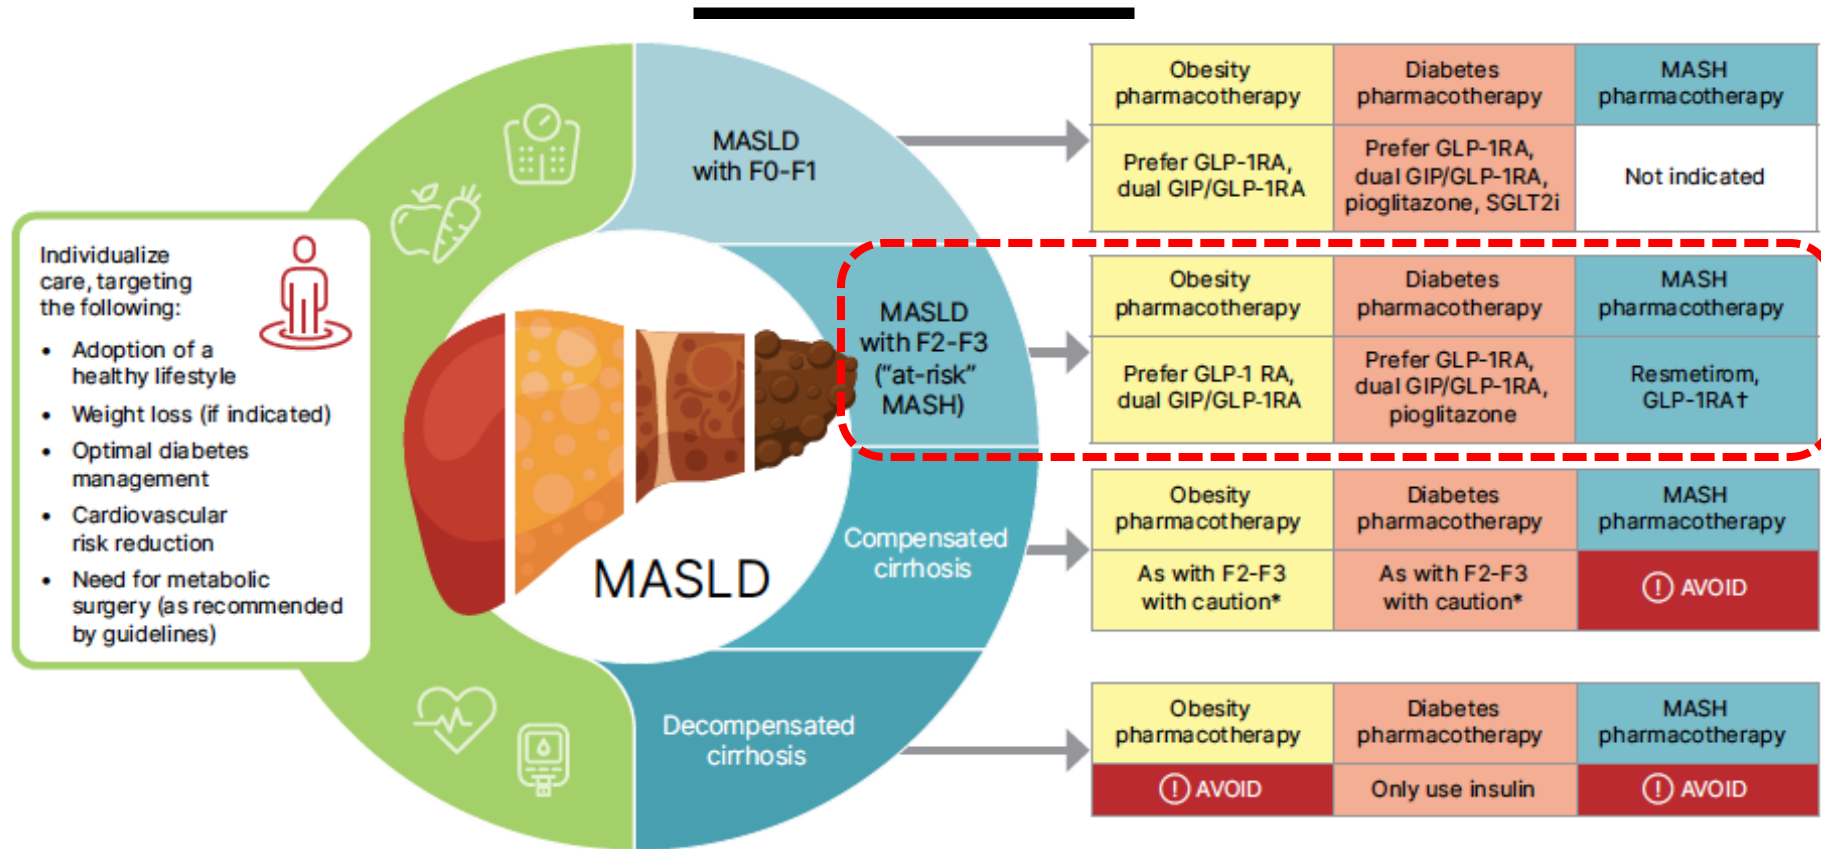 Individualize
care, targeting
the following:
• Adoption of a
healthy lifestyle
• Weight loss (if indicated)
• Optimal diabetes
management
• Cardiovascular
risk reduction
• Need for metabolic
surgery (as recommended
by guidelines)
MASLD
MASLD
with F0-F1
Obesity
pharmacotherapy
Diabetes
pharmacotherapy
MASH
pharmacotherapy
Prefer GLP-1RA,
dual GIP/GLP-1RA
Prefer GLP-1RA,
dual GIP/GLP-1RA,
pioglitazone, SGLT2i
Not indicated
MASLD
with F2-F3
("at-risk"
MASH)
Obesity
pharmacotherapy
Diabetes
pharmacotherapy
MASH
pharmacotherapy
Prefer GLP-1 RA,
dual GIP/GLP-1RA
Prefer GLP-1RA,
dual GIP/GLP-1RA,
pioglitazone
Resmetirom,
GLP-1RA†
Compensated
cirrhosis
Obesity
pharmacotherapy
Diabetes
pharmacotherapy
MASH
pharmacotherapy
As with F2-F3
with caution*
As with F2-F3
with caution*
! AVOID
Decompensated
cirrhosis
Obesity
pharmacotherapy
Diabetes
pharmacotherapy
MASH
pharmacotherapy
! AVOID
Only use insulin
! AVOID